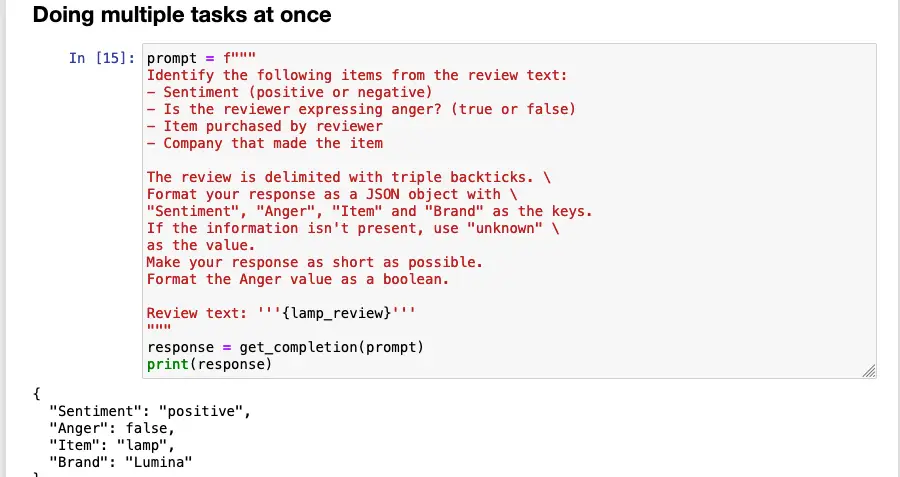 Doing multiple tasks at once
In [15]: prompt = f"""
Identify the following items from the review text:
– Sentiment (positive or negative)
– Is the reviewer expressing anger? (true or false)
– Item purchased by reviewer
– Company that made the item

The review is delimited with triple backticks. \
Format your response as a JSON object with \
"Sentiment", "Anger", "Item" and "Brand" as the keys.
If the information isn't present, use "unknown" \
as the value.
Make your response as short as possible.
Format the Anger value as a boolean.

Review text: '''{lamp_review}'''
"""
response = get_completion(prompt)
print(response)
{
"Sentiment": "positive",
"Anger": false,
"Item": "lamp",
"Brand": "Lumina"
}